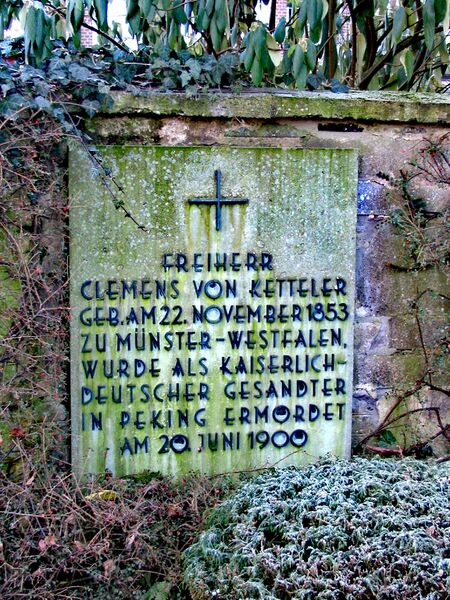 FREIHERR
CLEMENS VON KETTELER
GEB. AM 22. NOVEMBER 1853
ZU MÜNSTER-WESTFALEN,
WURDE ALS KAISERLICH-
DEUTSCHER GESANDTER
IN PEKING ERMORDET
AM 20. JUNI 1900